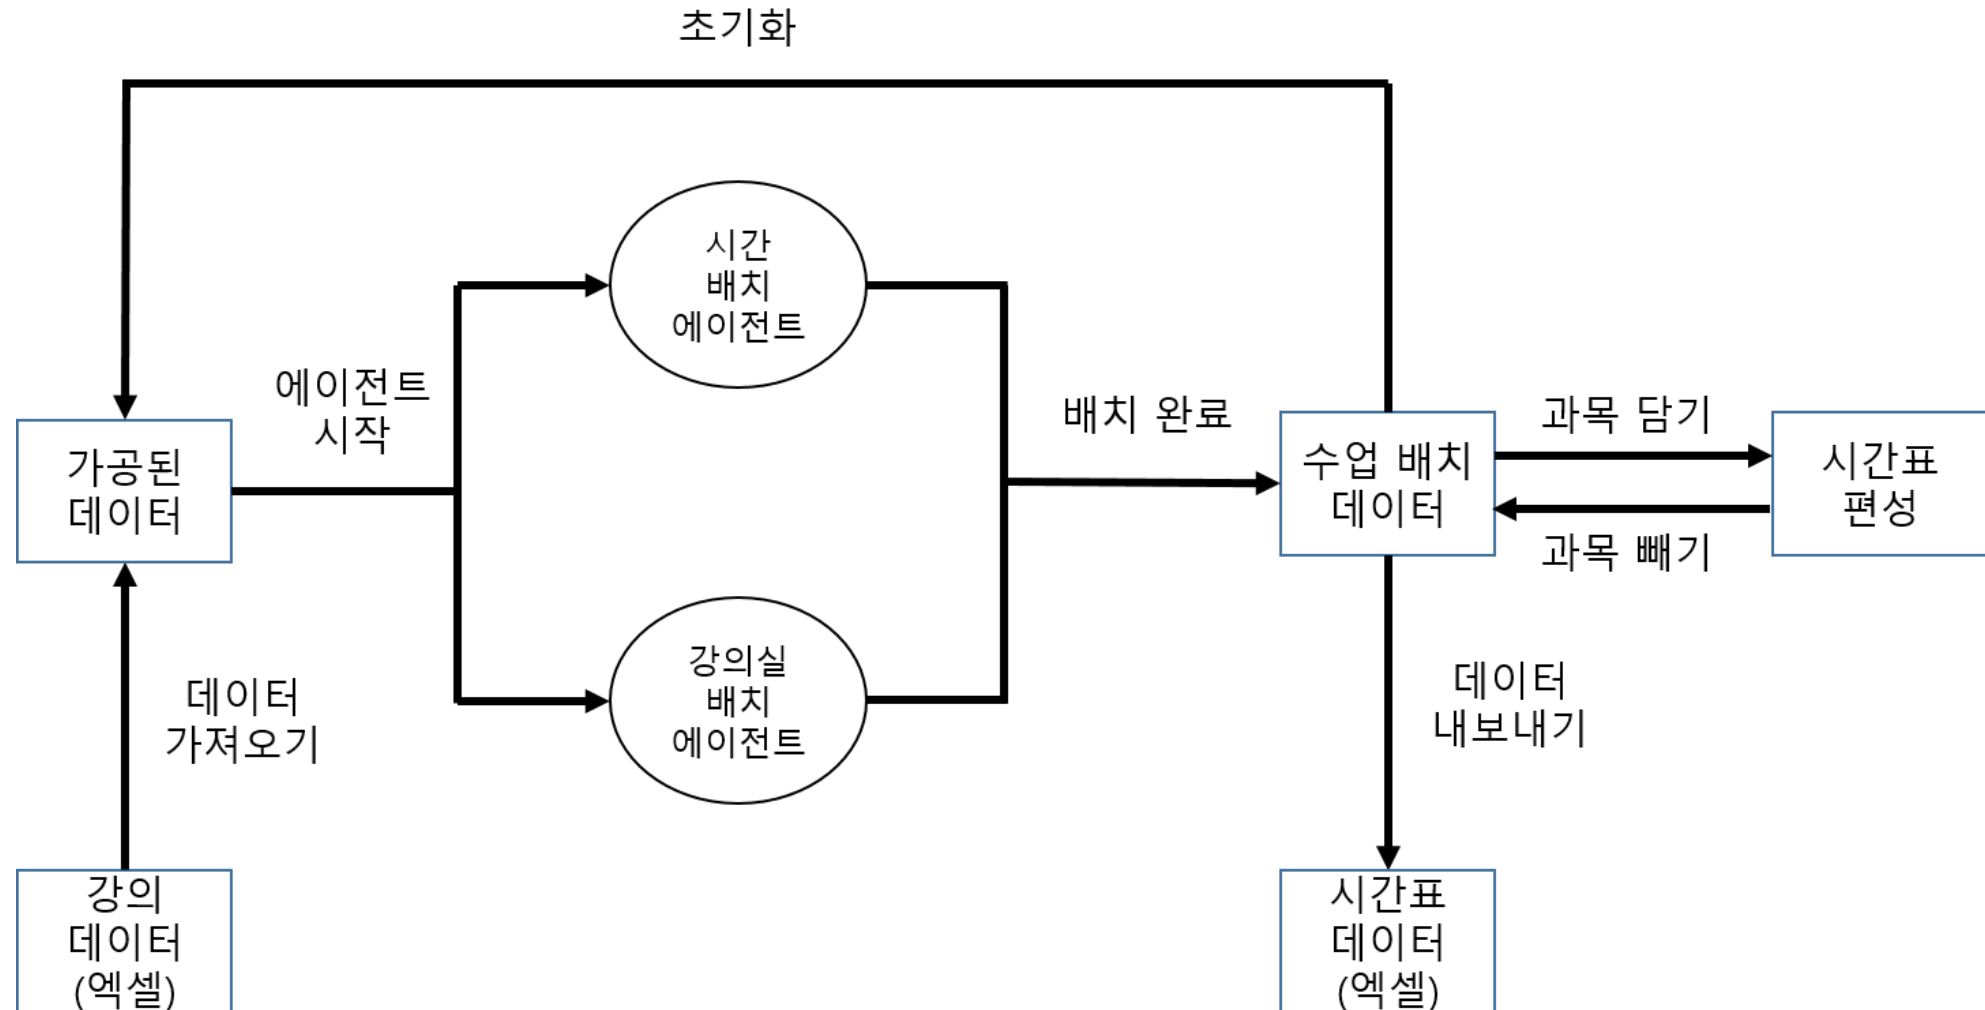 초기화
시간
배치
에이전트
에이전트
시작
배치 완료
과목 담기
가공된
데이터
수업 배치
데이터
시간표
편성
과목 빼기
강의실
배치
에이전트
데이터
가져오기
데이터
내보내기
강의
데이터
(엑셀)
시간표
데이터
(엑셀)